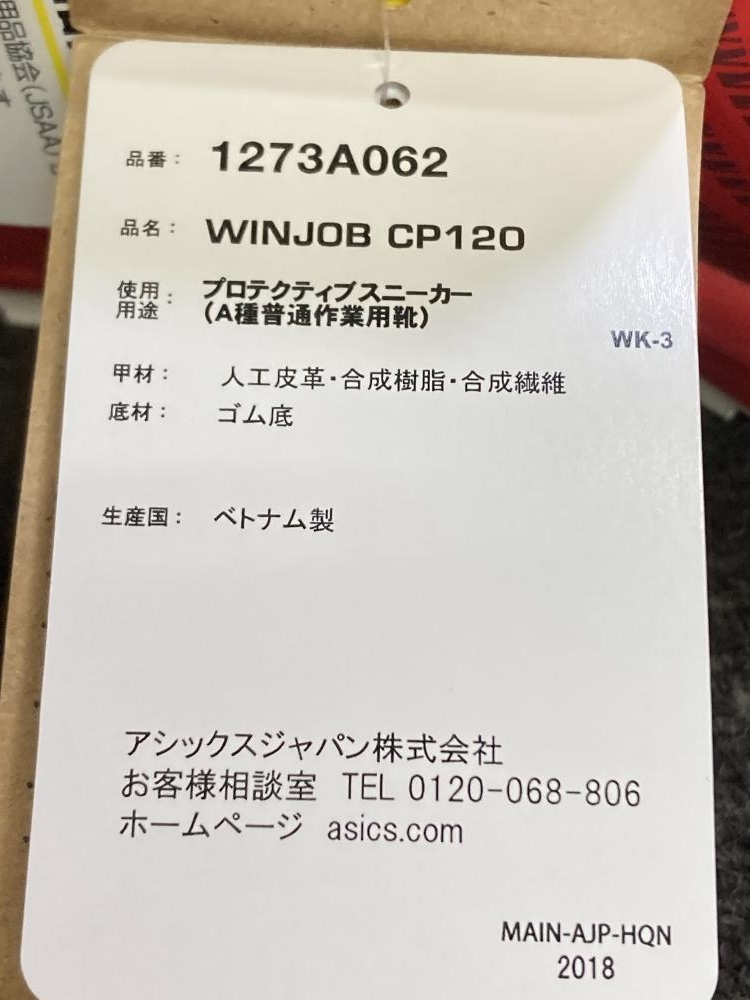 用品協会(JSAA)
品番： 1273A062
品名： WINJOB CP120
使用用途： プロテクティブスニーカー
（A種普通作業用靴）
WK-3
甲材： 人工皮革・合成樹脂・合成繊維
底材： ゴム底
生産国： ベトナム製
アシックスジャパン株式会社
お客様相談室 TEL 0120-068-806
ホームページ asics.com
MAIN-AJP-HQN
2018